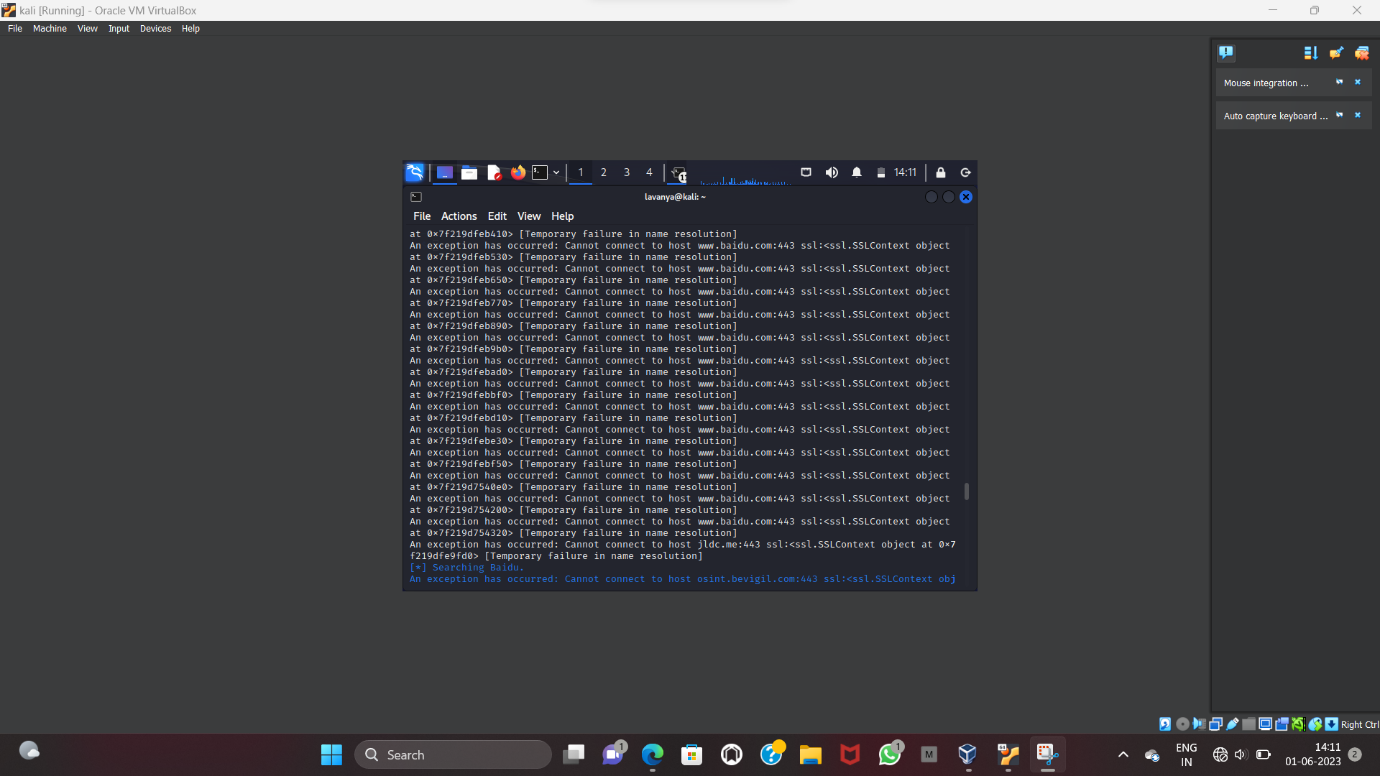 kali [Running] - Oracle VM VirtualBox
File Machine View Input Devices Help
Mouse integration ...
Auto capture keyboard ...
1 2 3 4 14:11
lavanya@kali: ~
File Actions Edit View Help
at 0×7f219dfeb410> [Temporary failure in name resolution]
An exception has occurred: Cannot connect to host www.baidu.com:443 ssl:<ssl.SSLContext object
at 0×7f219dfeb530> [Temporary failure in name resolution]
An exception has occurred: Cannot connect to host www.baidu.com:443 ssl:<ssl.SSLContext object
at 0×7f219dfeb650> [Temporary failure in name resolution]
An exception has occurred: Cannot connect to host www.baidu.com:443 ssl:<ssl.SSLContext object
at 0×7f219dfeb770> [Temporary failure in name resolution]
An exception has occurred: Cannot connect to host www.baidu.com:443 ssl:<ssl.SSLContext object
at 0×7f219dfeb890> [Temporary failure in name resolution]
An exception has occurred: Cannot connect to host www.baidu.com:443 ssl:<ssl.SSLContext object
at 0×7f219dfeb9b0> [Temporary failure in name resolution]
An exception has occurred: Cannot connect to host www.baidu.com:443 ssl:<ssl.SSLContext object
at 0×7f219dfebad0> [Temporary failure in name resolution]
An exception has occurred: Cannot connect to host www.baidu.com:443 ssl:<ssl.SSLContext object
at 0×7f219dfebbf0> [Temporary failure in name resolution]
An exception has occurred: Cannot connect to host www.baidu.com:443 ssl:<ssl.SSLContext object
at 0×7f219dfebd10> [Temporary failure in name resolution]
An exception has occurred: Cannot connect to host www.baidu.com:443 ssl:<ssl.SSLContext object
at 0×7f219dfebe30> [Temporary failure in name resolution]
An exception has occurred: Cannot connect to host www.baidu.com:443 ssl:<ssl.SSLContext object
at 0×7f219dfebf50> [Temporary failure in name resolution]
An exception has occurred: Cannot connect to host www.baidu.com:443 ssl:<ssl.SSLContext object
at 0×7f219d7540e0> [Temporary failure in name resolution]
An exception has occurred: Cannot connect to host www.baidu.com:443 ssl:<ssl.SSLContext object
at 0×7f219d754200> [Temporary failure in name resolution]
An exception has occurred: Cannot connect to host www.baidu.com:443 ssl:<ssl.SSLContext object
at 0×7f219d754320> [Temporary failure in name resolution]
An exception has occurred: Cannot connect to host jldc.me:443 ssl:<ssl.SSLContext object at 0×7
f219dfe9fd0> [Temporary failure in name resolution]
[*] Searching Baidu.
An exception has occurred: Cannot connect to host osint.bevigil.com:443 ssl:<ssl.SSLContext obj
Right Ctrl
Search
1
1
M
ENG
IN
14:11
01-06-2023
2